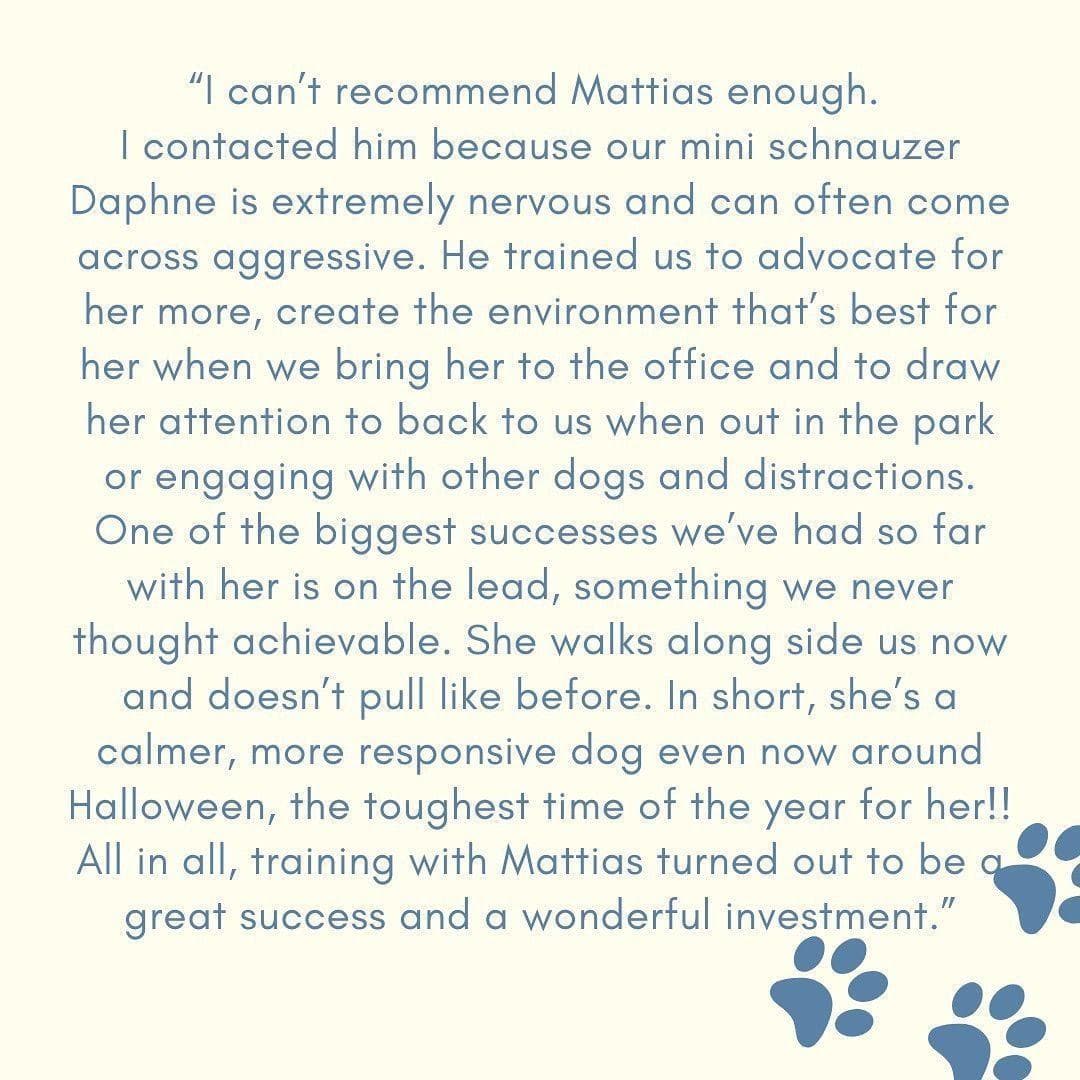 “I can’t recommend Mattias enough.
I contacted him because our mini schnauzer
Daphne is extremely nervous and can often come
across aggressive. He trained us to advocate for
her more, create the environment that’s best for
her when we bring her to the office and to draw
her attention to back to us when out in the park
or engaging with other dogs and distractions.
One of the biggest successes we’ve had so far
with her is on the lead, something we never
thought achievable. She walks along side us now
and doesn’t pull like before. In short, she’s a
calmer, more responsive dog even now around
Halloween, the toughest time of the year for her!!
All in all, training with Mattias turned out to be a
great success and a wonderful investment.”